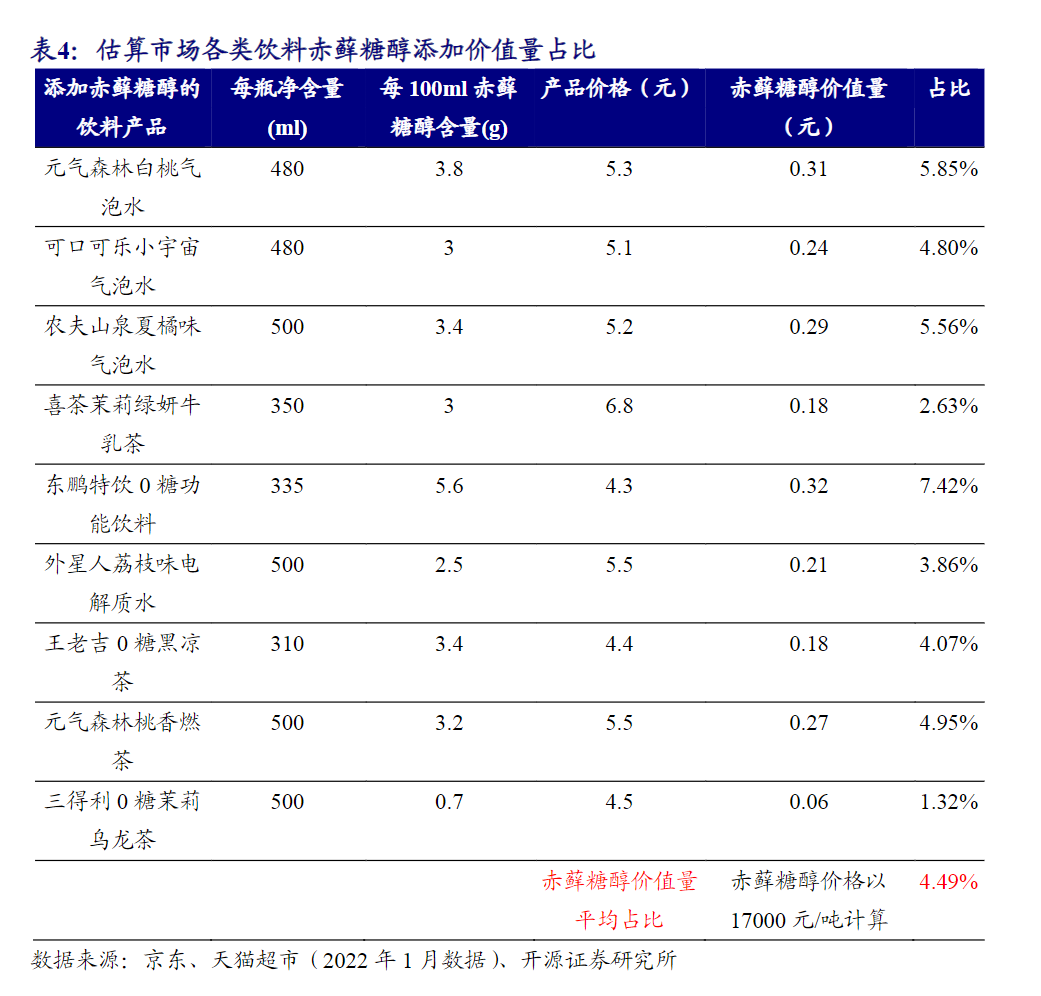 表4：估算市场各类饮料赤藓糖醇添加价值量占比
添加赤藓糖醇的 每瓶净含量 每 100ml 赤藓 产品价格（元） 赤藓糖醇价值量 占比
饮料产品 (ml) 糖醇含量(g) （元）
元气森林白桃气 480 3.8 5.3 0.31 5.85%
泡水
可口可乐小宇宙 480 3 5.1 0.24 4.80%
气泡水
农夫山泉夏橘味 500 3.4 5.2 0.29 5.56%
气泡水
喜茶茉莉绿妍牛 350 3 6.8 0.18 2.63%
乳茶
东鹏特饮 0 糖功 335 5.6 4.3 0.32 7.42%
能饮料
外星人荔枝味电 500 2.5 5.5 0.21 3.86%
解质水
王老吉 0 糖黑凉 310 3.4 4.4 0.18 4.07%
茶
元气森林桃香燃 500 3.2 5.5 0.27 4.95%
茶
三得利 0 糖茉莉 500 0.7 4.5 0.06 1.32%
乌龙茶
赤藓糖醇价值量 赤藓糖醇价格以 4.49%
平均占比 17000 元/吨计算
数据来源：京东、天猫超市（2022 年 1 月数据）、开源证券研究所